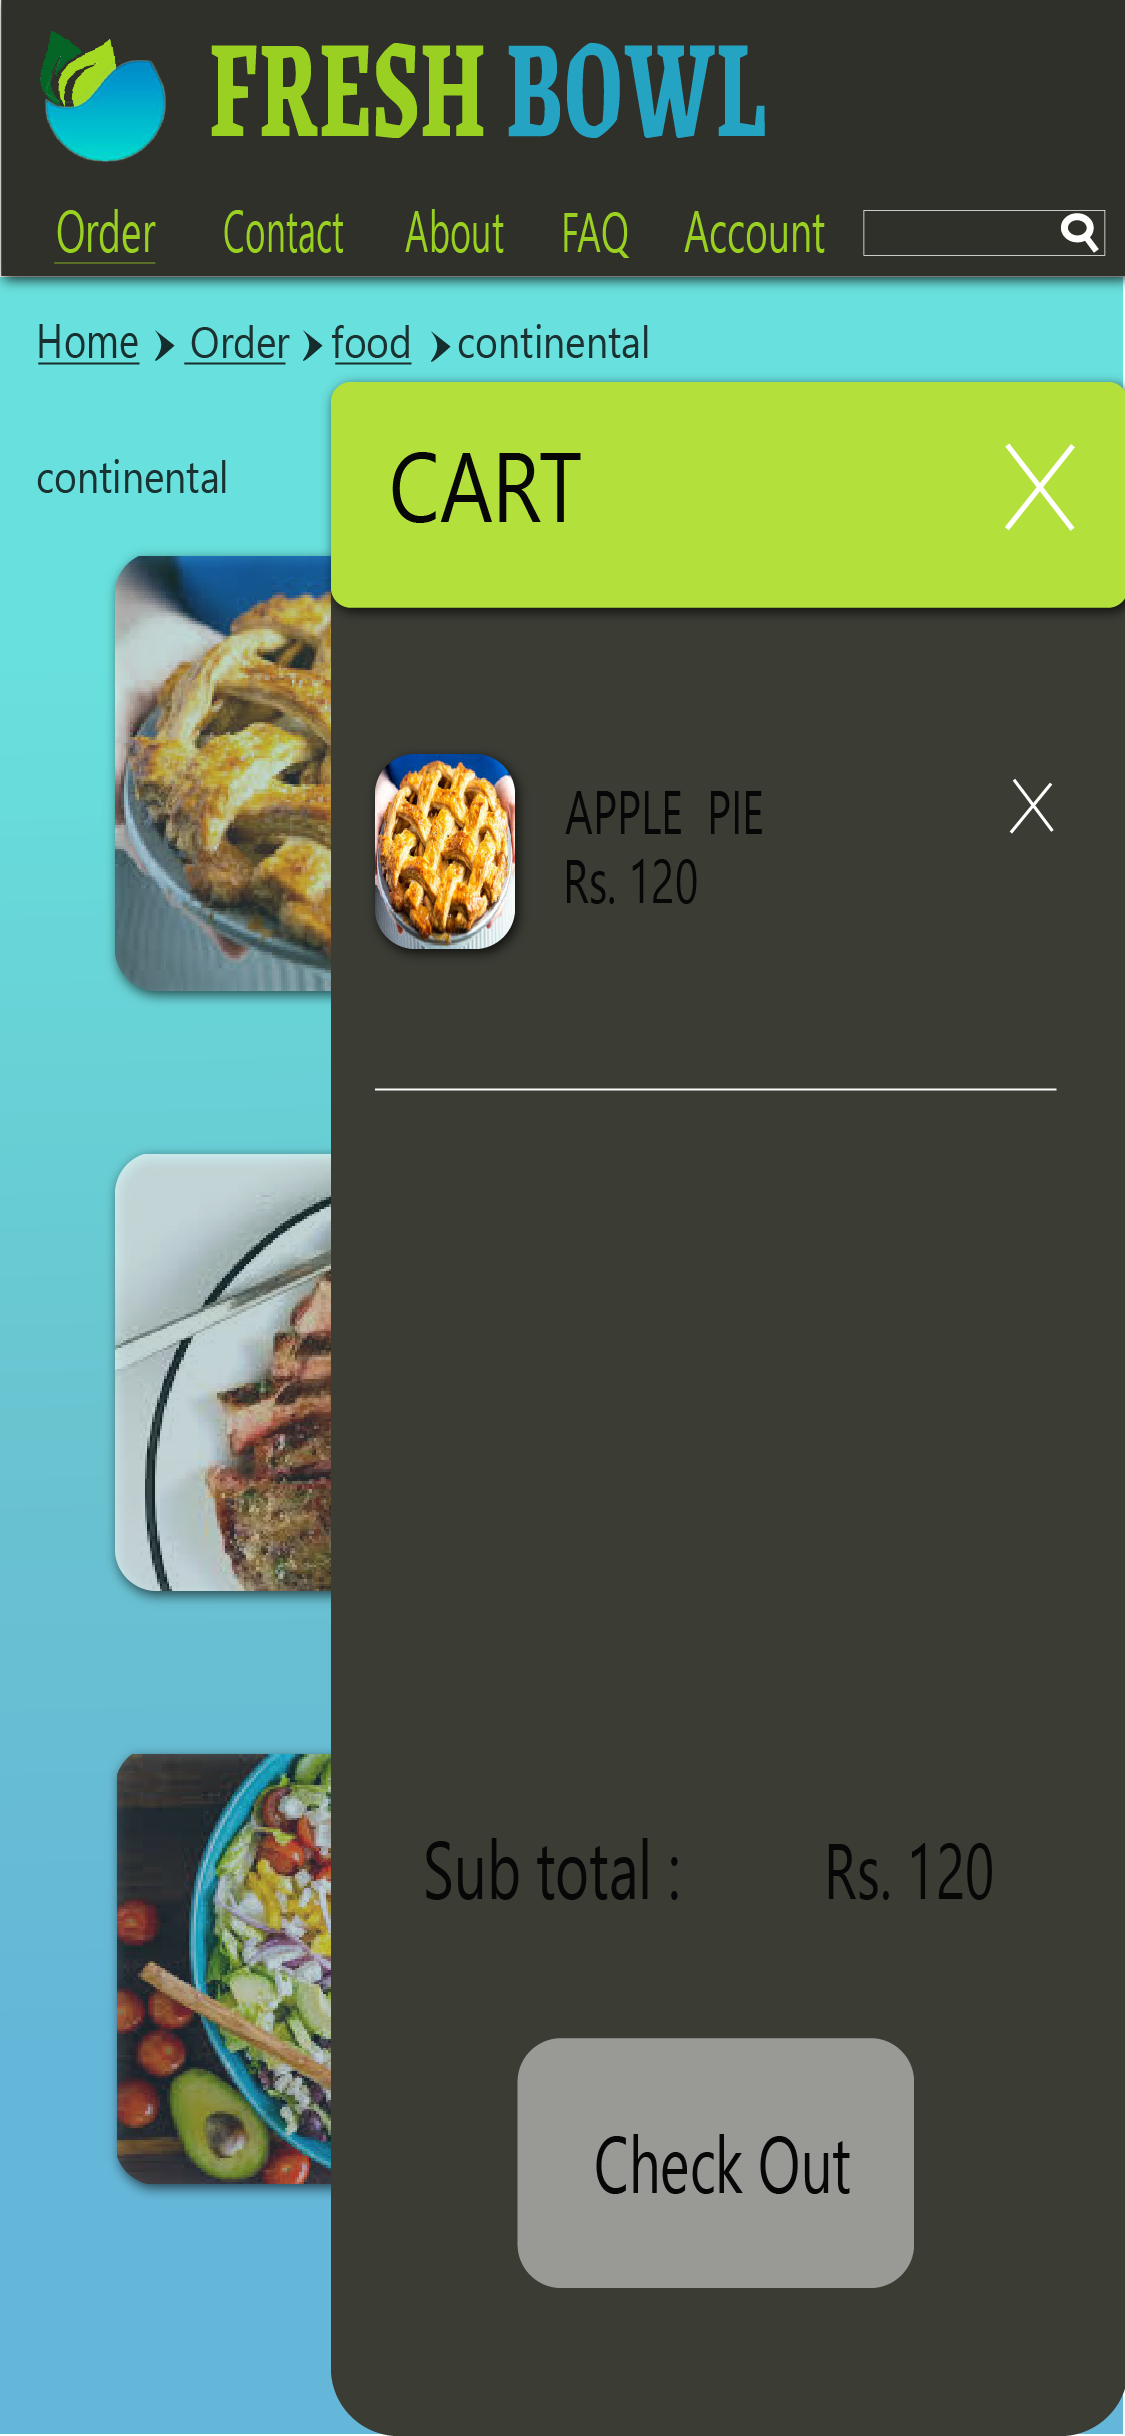 FRESH BOWL
Order Contact About FAQ Account
Home Order food continental
continental
CART
APPLE PIE
Rs. 120
Sub total : Rs. 120
Check Out